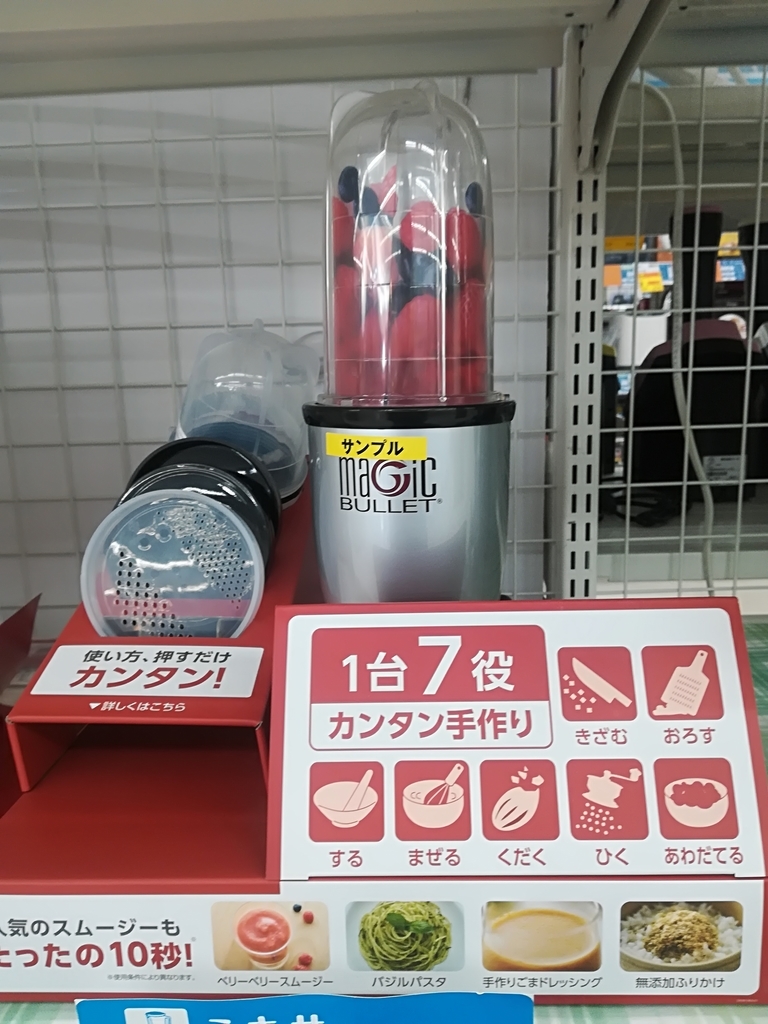 サンプル
magic
BULLET®
使い方、押すだけ
カンタン!
▼詳しくはこちら
1台7役
カンタン手作り
きざむ
おろす
する
まぜる
くだく
ひく
あわだてる
人気のスムージーも
たったの10秒!
※使用条件により異なります。
ベリーベリースムージー
バジルパスタ
手作りごまドレッシング
無添加ふりかけ